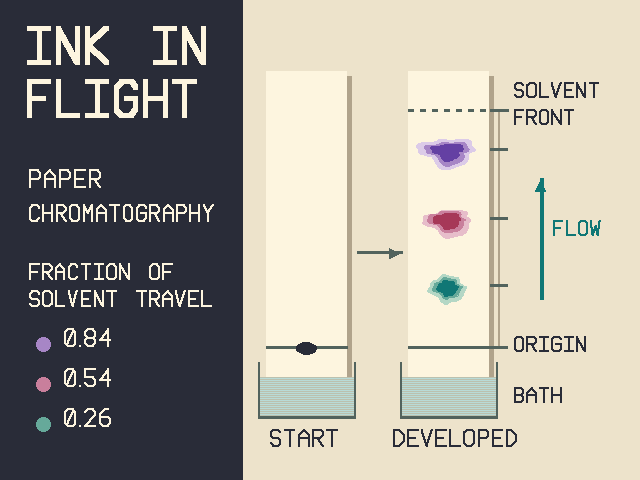 INK IN
FLIGHT
PAPER
CHROMATOGRAPHY
FRACTION OF
SOLVENT TRAVEL
0.84
0.54
0.26
SOLVENT
FRONT
FLOW
ORIGIN
BATH
START
DEVELOPED